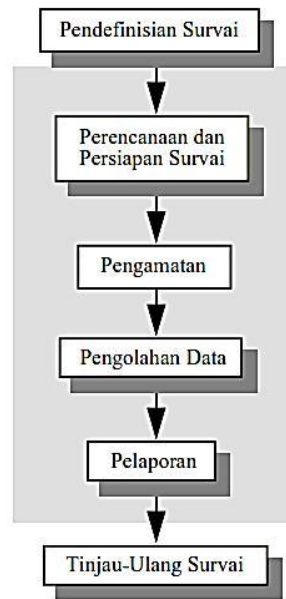 Pendefinisian Survai
Perencanaan dan
Persiapan Survai
Pengamatan
Pengolahan Data
Pelaporan
Tinjau-Ulang Survai